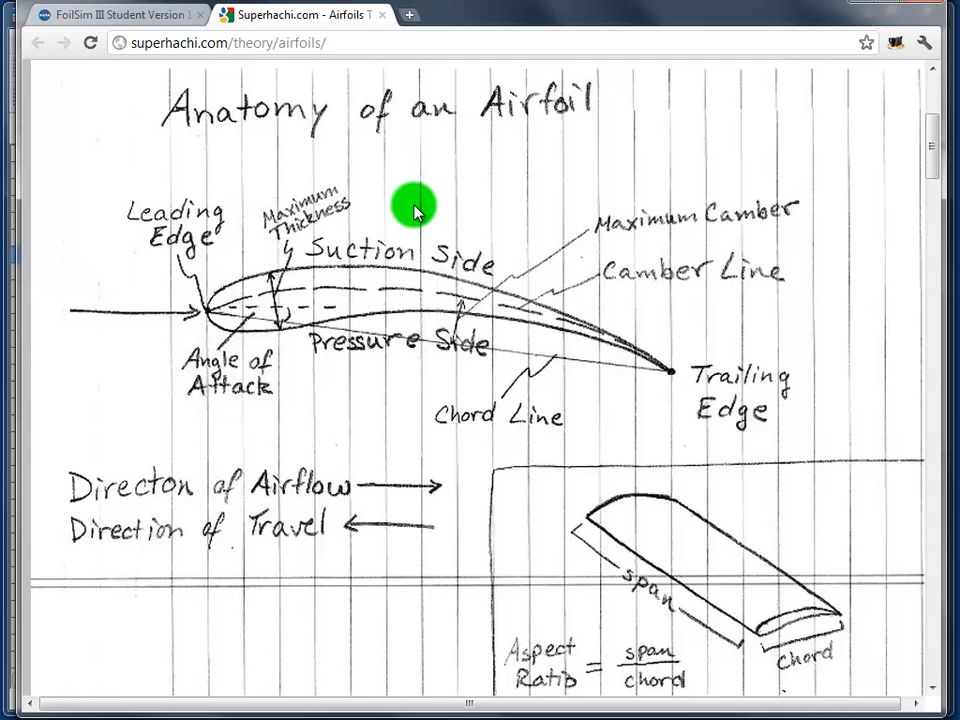 FoilSim III Student Version 1
Superhachi.com - Airfoils T
superhachi.com/theory/airfoils/
Anatomy of an Airfoil
Leading
Edge
Maximum
Thickness
Suction Side
Maximum Camber
Camber Line
Angle of
Attack
Pressure Side
Chord Line
Trailing
Edge
Directon of Airflow
Direction of Travel
span
chord
Aspect
Ratio = span
chord